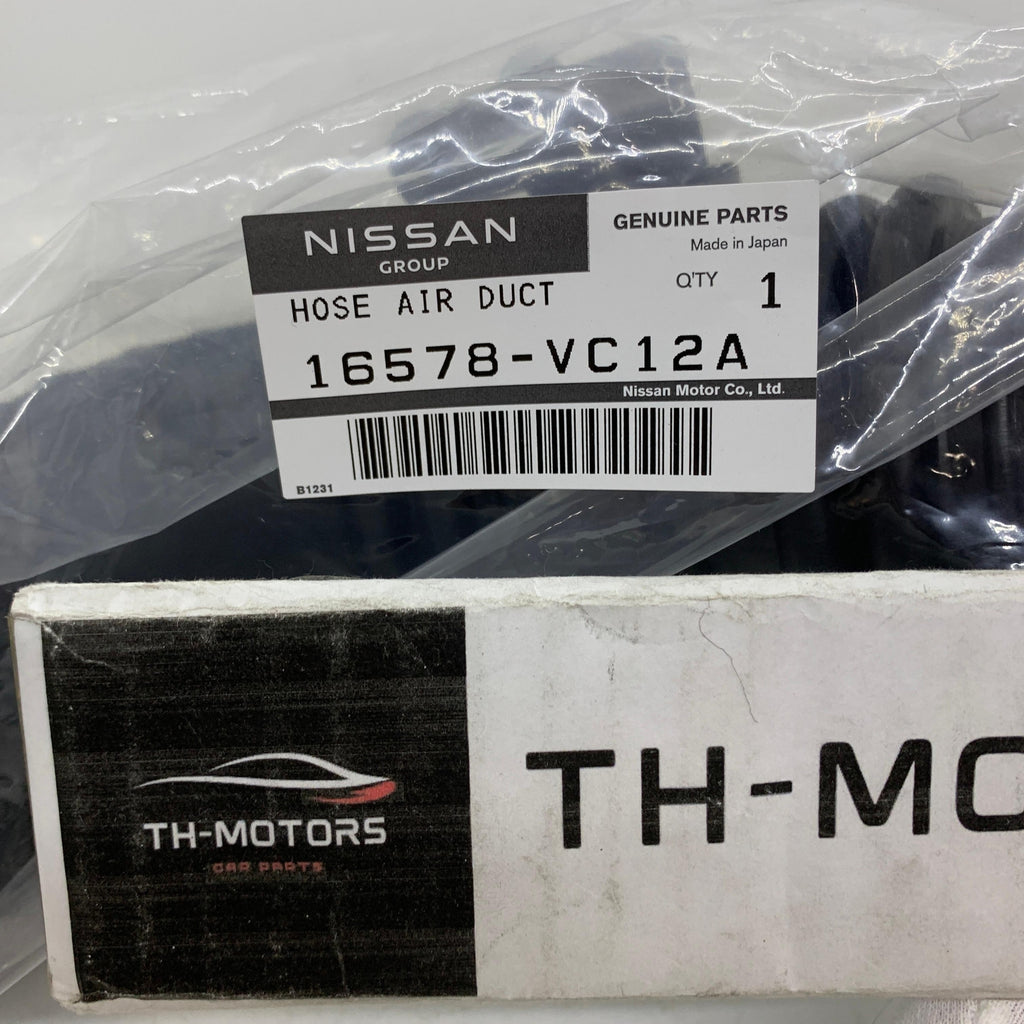 NISSAN
GROUP
GENUINE PARTS
Made in Japan
HOSE AIR DUCT
Q'TY 1
16578-VC12A
Nissan Motor Co., Ltd.
B1231
TH-MOTORS
CAR PARTS
TH-MO